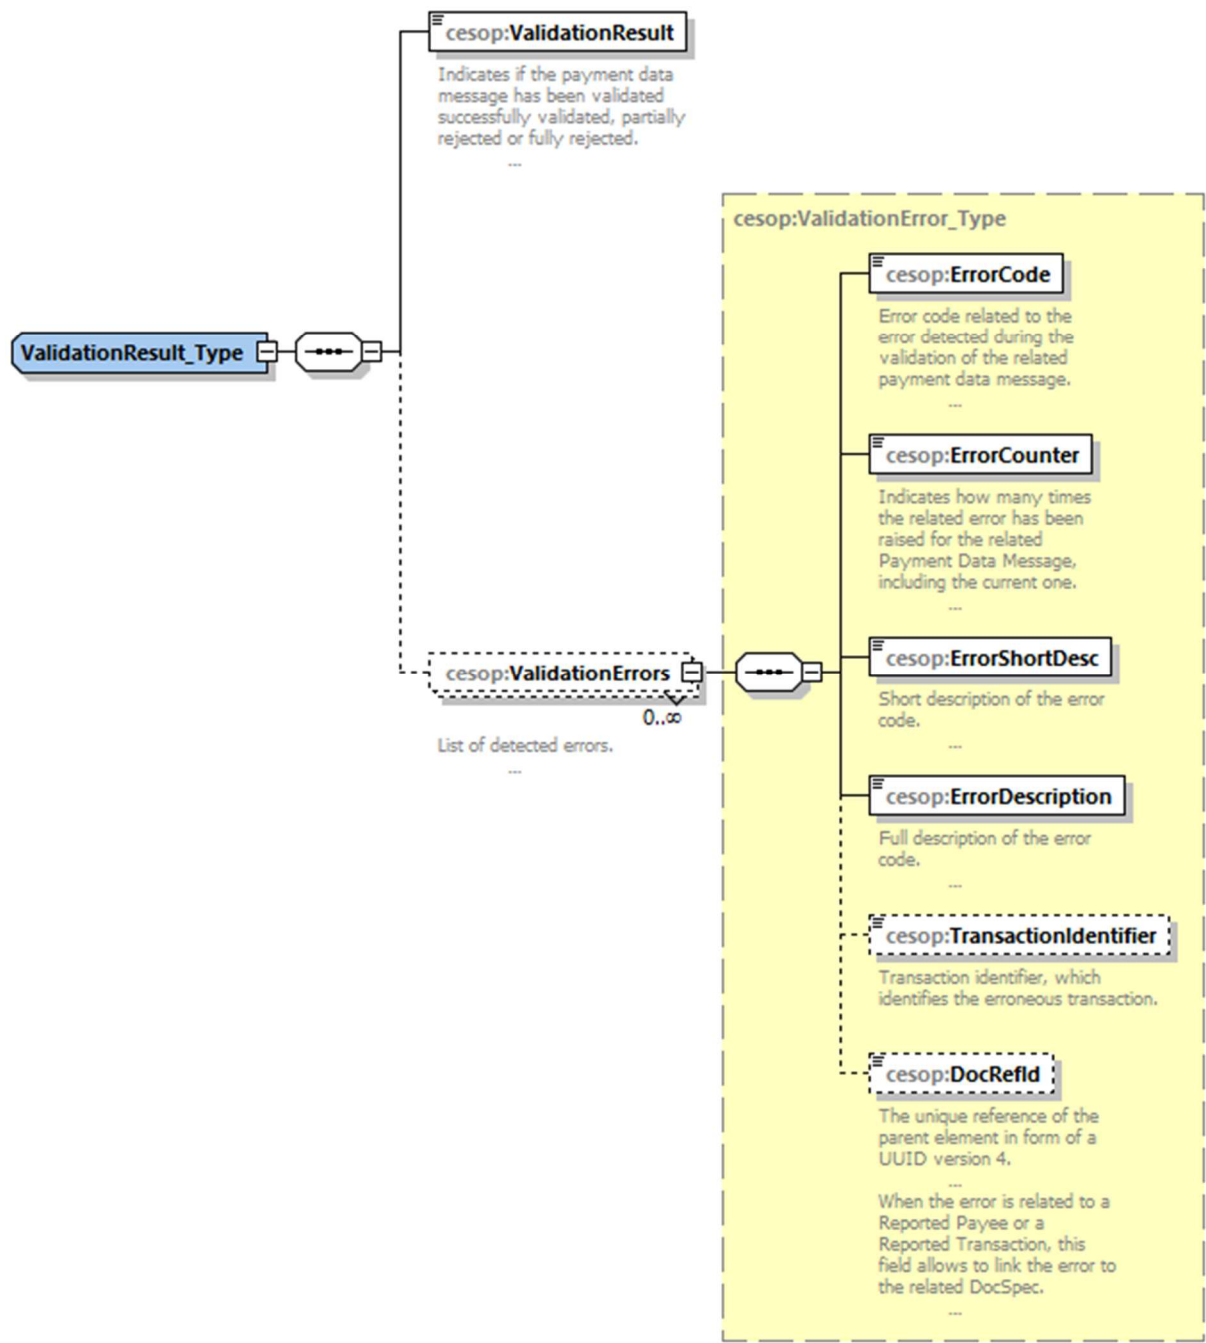 cesop:ValidationResult
Indicates if the payment data
message has been validated
successfully validated, partially
rejected or fully rejected.
...
cesop:ValidationError_Type
cesop:ErrorCode
Error code related to the
error detected during the
validation of the related
payment data message.
...
ValidationResult_Type
cesop:ErrorCounter
Indicates how many times
the related error has been
raised for the related
Payment Data Message,
including the current one.
...
cesop:ValidationErrors
0..∞
List of detected errors.
...
cesop:ErrorShortDesc
Short description of the error
code.
...
cesop:ErrorDescription
Full description of the error
code.
...
cesop:TransactionIdentifier
Transaction identifier, which
identifies the erroneous transaction.
cesop:DocRefId
The unique reference of the
parent element in form of a
UUID version 4.
...
When the error is related to a
Reported Payee or a
Reported Transaction, this
field allows to link the error to
the related DocSpec.
...